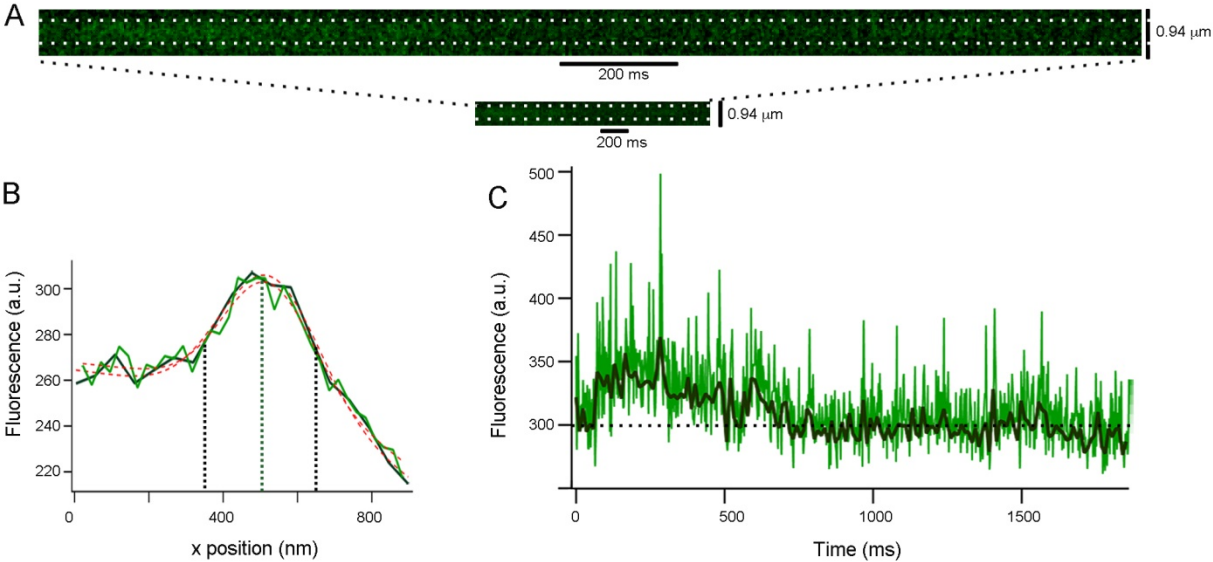 A
0.94 μm
200 ms
0.94 μm
200 ms
B
C
Fluorescence (a.u.)
300
280
260
240
220
0
400
800
x position (nm)
Fluorescence (a.u.)
500
450
400
350
300
0
500
1000
1500
Time (ms)